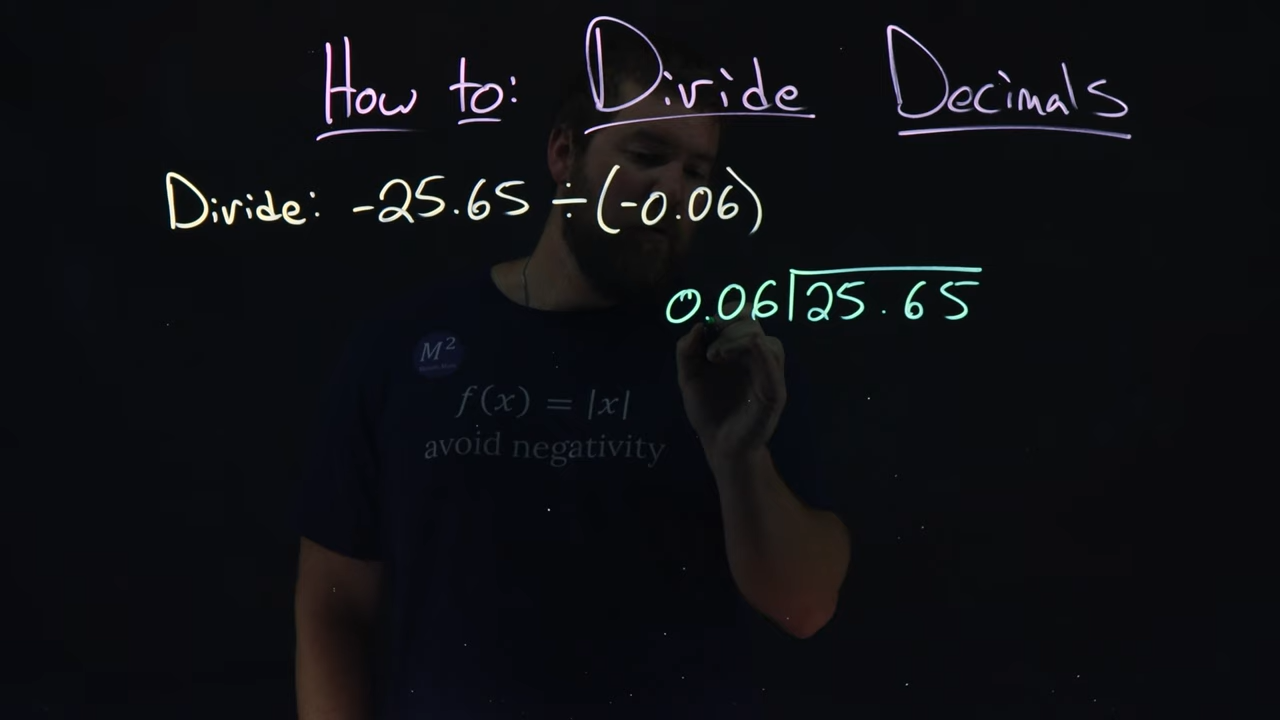 How to: Divide Decimals
Divide: -25.65 ÷ (-0.06)
0.06 25.65
M²
f(x) = |x|
avoid negativity